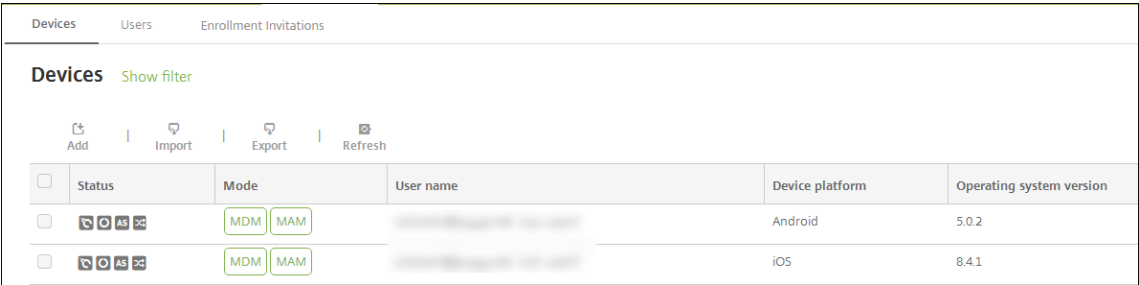 Devices Users Enrollment Invitations
Devices Show filter
Add | Import | Export | Refresh
Status Mode User name Device platform Operating system version
AS MDM MAM Android 5.0.2
AS MDM MAM iOS 8.4.1